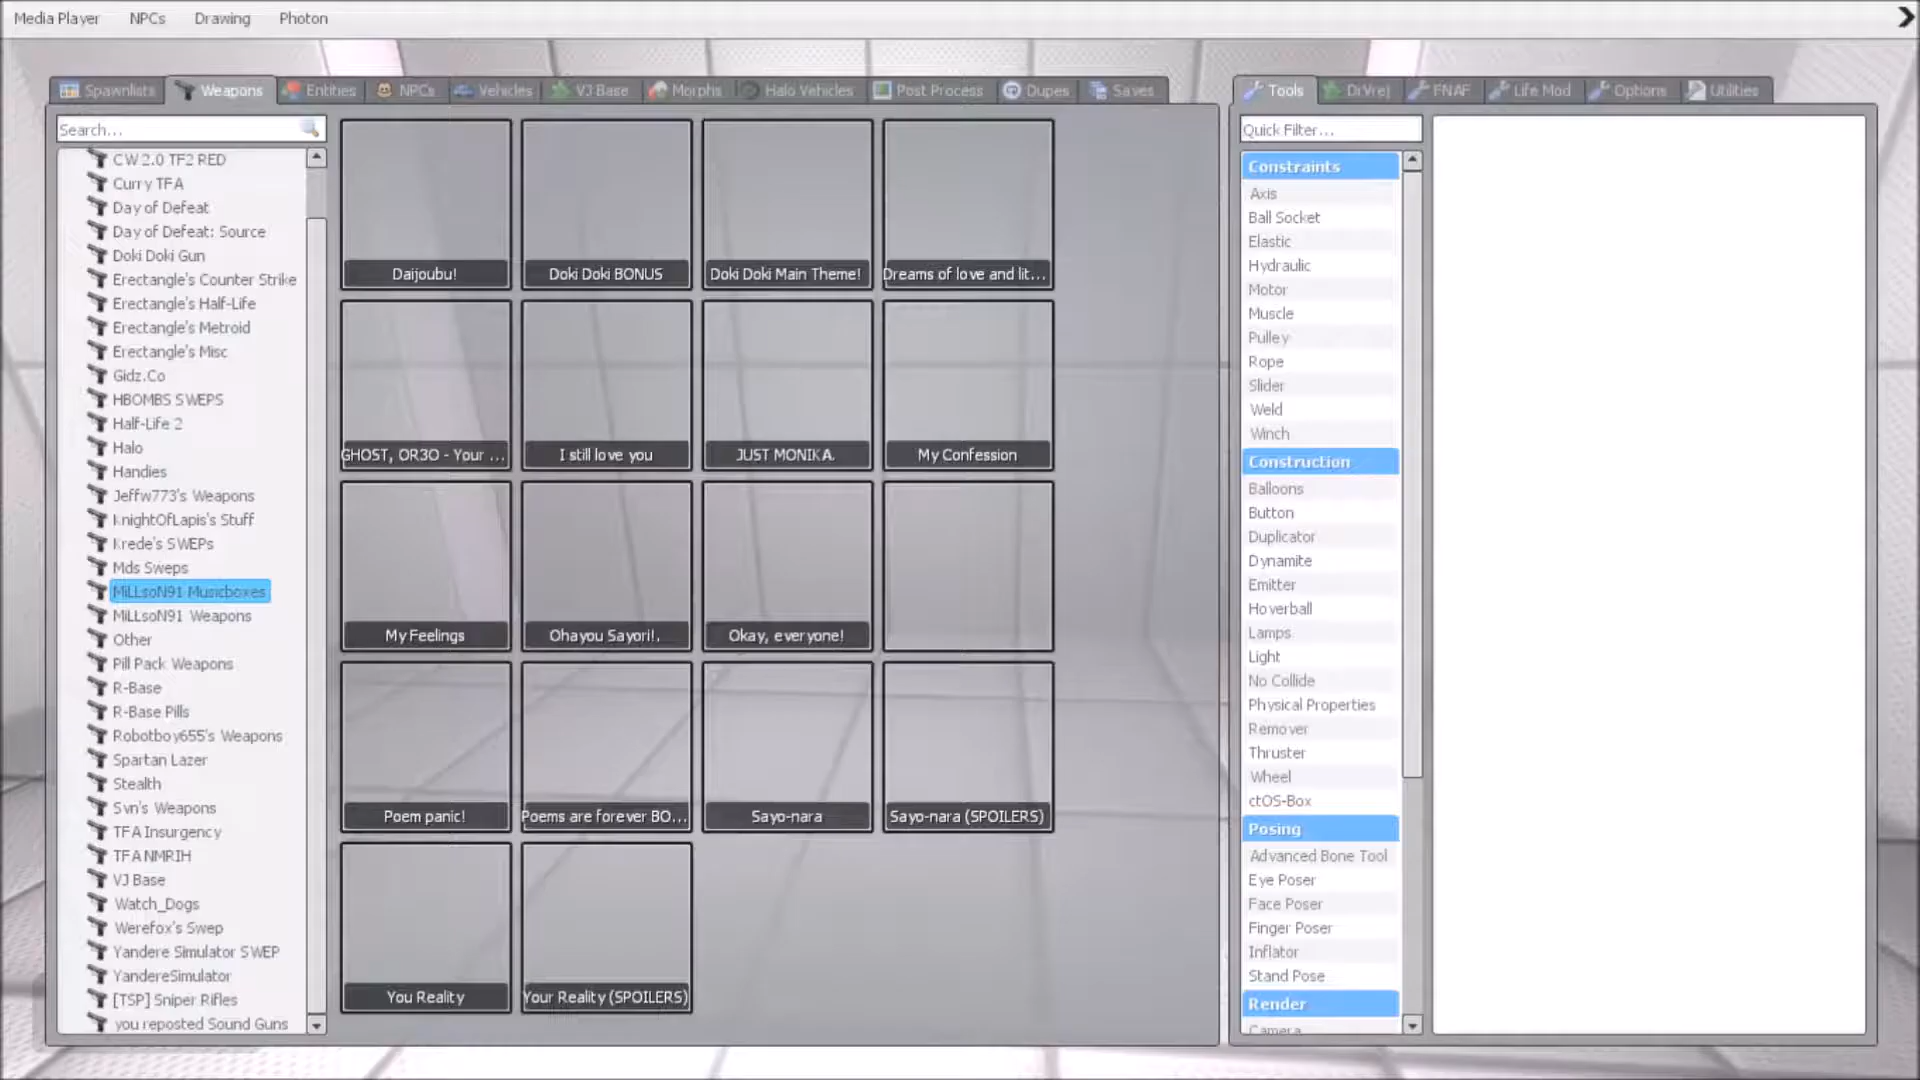 Media Player NPCs Drawing Photon
Spawnlists Weapons Entities NPCs Vehicles VJ Base Morphs Halo Vehicles Post Process Dupes Saves
Search...
CW 2.0 TF2 RED
Curry TFA
Day of Defeat
Day of Defeat: Source
Doki Doki Gun
Erectangle's Counter Strike
Erectangle's Half-Life
Erectangle's Metroid
Erectangle's Misc
Gidz.Co
HBOMBS SWEPS
Half-Life 2
Halo
Handies
Jeffw773's Weapons
KnightOfLapis's Stuff
Krede's SWEPs
Mds Sweps
MiLLsoN91 Musicboxes
MiLLsoN91 Weapons
Other
Pill Pack Weapons
R-Base
R-Base Pills
Robotboy655's Weapons
Spartan Lazer
Stealth
Svn's Weapons
TFA Insurgency
TFA NMRIH
VJ Base
Watch_Dogs
Werefox's Swep
Yandere Simulator SWEP
YandereSimulator
[TSP] Sniper Rifles
you reposted Sound Guns
Daijoubu!
Doki Doki BONUS
Doki Doki Main Theme!
Dreams of love and lit...
GHOST, OR3O - Your ...
I still love you
JUST MONIKA.
My Confession
My Feelings
Ohayou Sayori!.
Okay, everyone!
Poem panic!
Poems are forever BO...
Sayo-nara
Sayo-nara (SPOILERS)
You Reality
Your Reality (SPOILERS)
Tools DrVrej FNAF Life Mod Options Utilities
Quick Filter...
Constraints
Axis
Ball Socket
Elastic
Hydraulic
Motor
Muscle
Pulley
Rope
Slider
Weld
Winch
Construction
Balloons
Button
Duplicator
Dynamite
Emitter
Hoverball
Lamps
Light
No Collide
Physical Properties
Remover
Thruster
Wheel
ctOS-Box
Posing
Advanced Bone Tool
Eye Poser
Face Poser
Finger Poser
Inflator
Stand Pose
Render
Camera